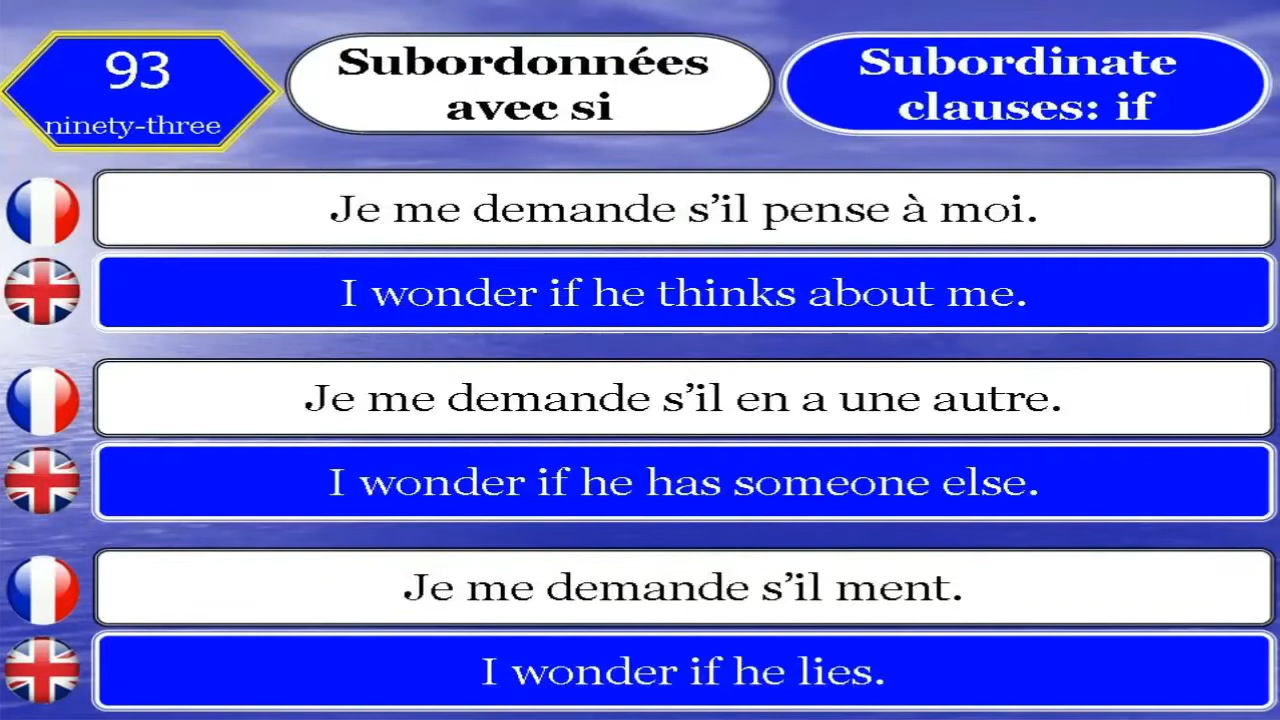 93
ninety-three
Subordonnées
avec si
Subordinate
clauses: if
Je me demande s’il pense à moi.
I wonder if he thinks about me.
Je me demande s’il en a une autre.
I wonder if he has someone else.
Je me demande s’il ment.
I wonder if he lies.